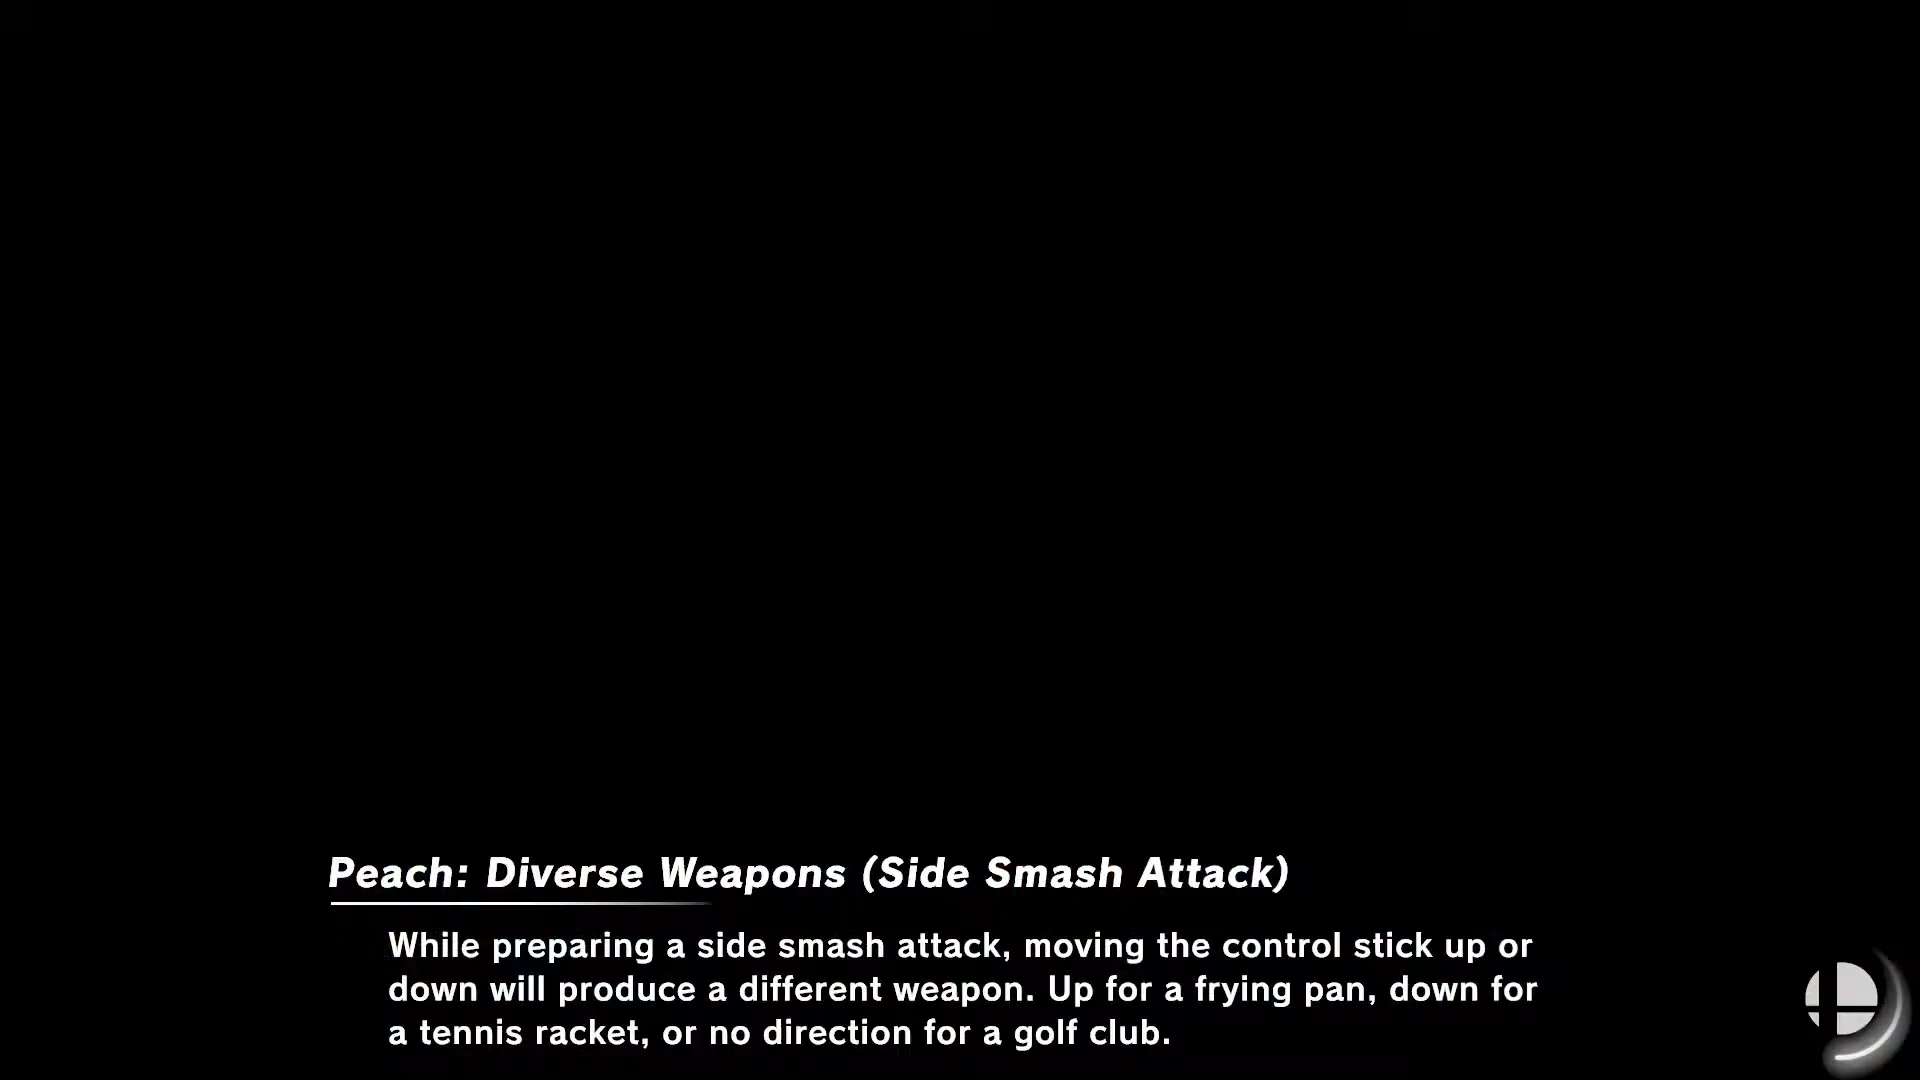 Peach: Diverse Weapons (Side Smash Attack)
While preparing a side smash attack, moving the control stick up or
down will produce a different weapon. Up for a frying pan, down for
a tennis racket, or no direction for a golf club.